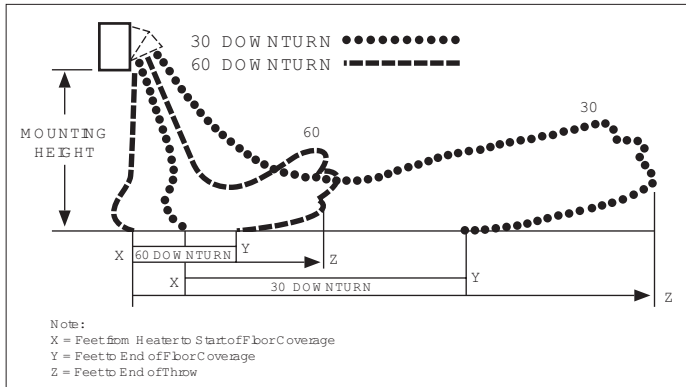 30 DOWNTURN
60 DOWNTURN
MOUNTING
HEIGHT
60
30
X
60 DOWNTURN
Y
Z
X
30 DOWNTURN
Y
Z
Note:
X = Feet from Heater to Start of Floor Coverage
Y = Feet to End of Floor Coverage
Z = Feet to End of Throw